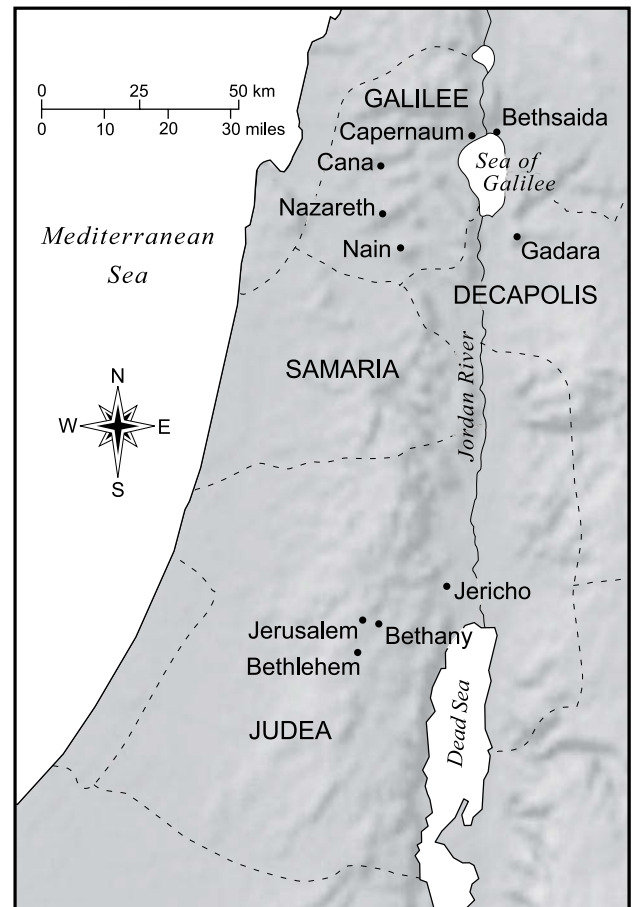 0 25 50 km
0 10 20 30 miles
GALILEE
Capernaum
Bethsaida
Cana
Sea of
Galilee
Nazareth
Mediterranean
Sea
Nain
Gadara
DECAPOLIS
Jordan River
SAMARIA
N
W E
S
Jericho
Jerusalem
Bethany
Bethlehem
Dead Sea
JUDEA